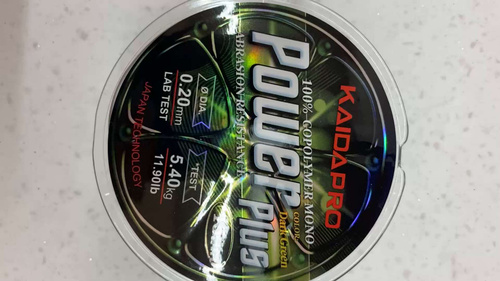 KAIDAPRO
100% COPOLYMER MONO
Power Plus
COLOR:
Dark Green
ABRASION RESISTANCE
Ø DIA
0.20mm
LAB TEST
TEST
5.40kg
11.90lb
JAPAN TECHNOLOGY